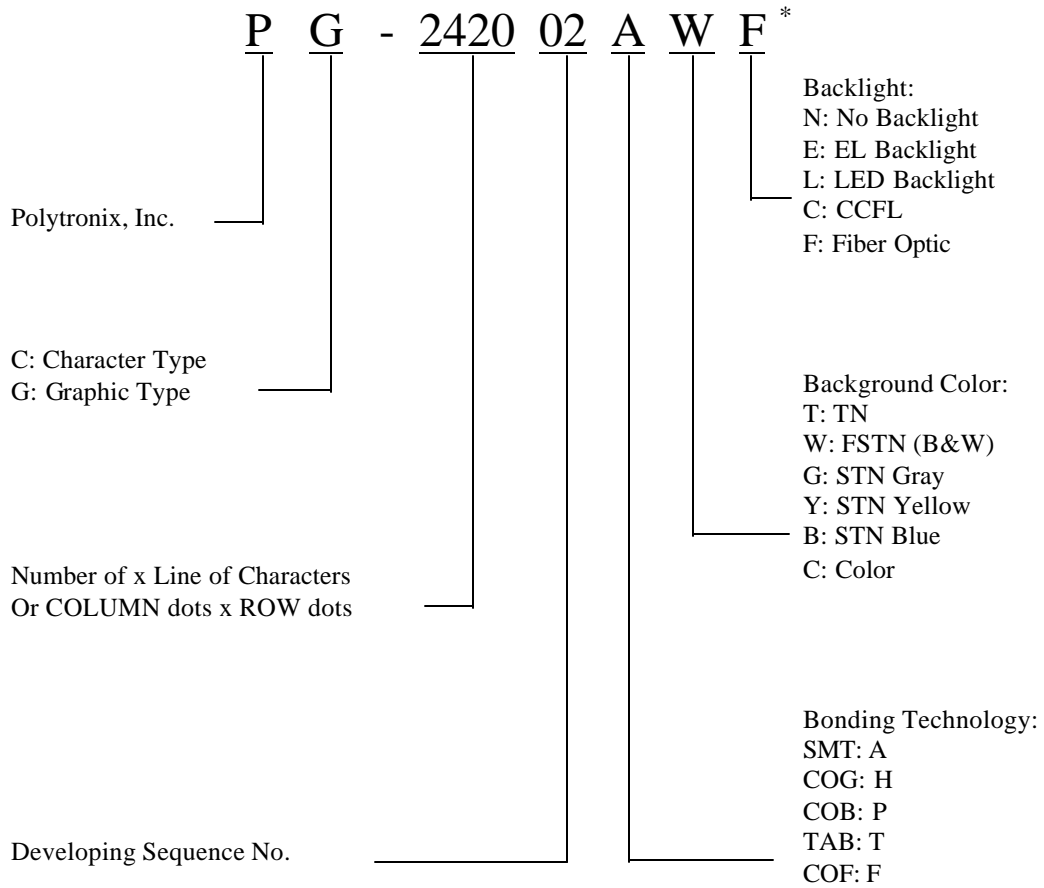 P G - 2420 02 A W F *
Backlight:
N: No Backlight
E: EL Backlight
L: LED Backlight
C: CCFL
F: Fiber Optic
Polytronix, Inc.
C: Character Type
G: Graphic Type
Background Color:
T: TN
W: FSTN (B&W)
G: STN Gray
Y: STN Yellow
B: STN Blue
C: Color
Number of x Line of Characters
Or COLUMN dots x ROW dots
Bonding Technology:
SMT: A
COG: H
COB: P
TAB: T
COF: F
Developing Sequence No.